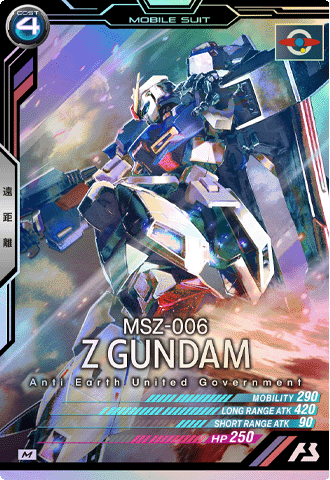 COST
4
MOBILE SUIT
遠距離
MSZ-006
Z GUNDAM
Anti Earth United Government
MOBILITY 290
LONG RANGE ATK 420
SHORT RANGE ATK 90
HP 250
M